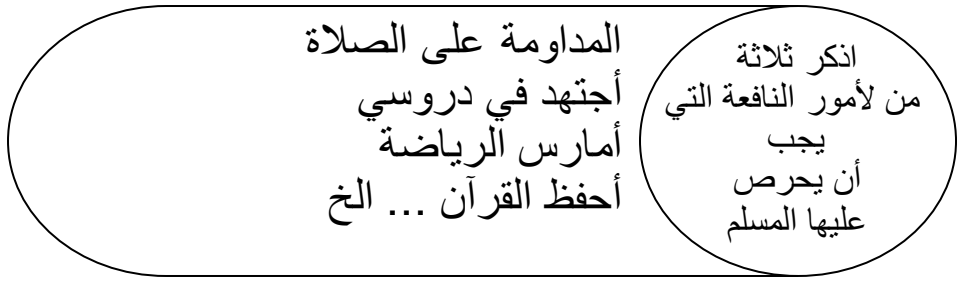 اذكر ثلاثة
من لأمور النافعة التي
يجب
أن يحرص
عليها المسلم
المداومة على الصلاة
أجتهد في دروسي
أمارس الرياضة
أحفظ القرآن ... الخ